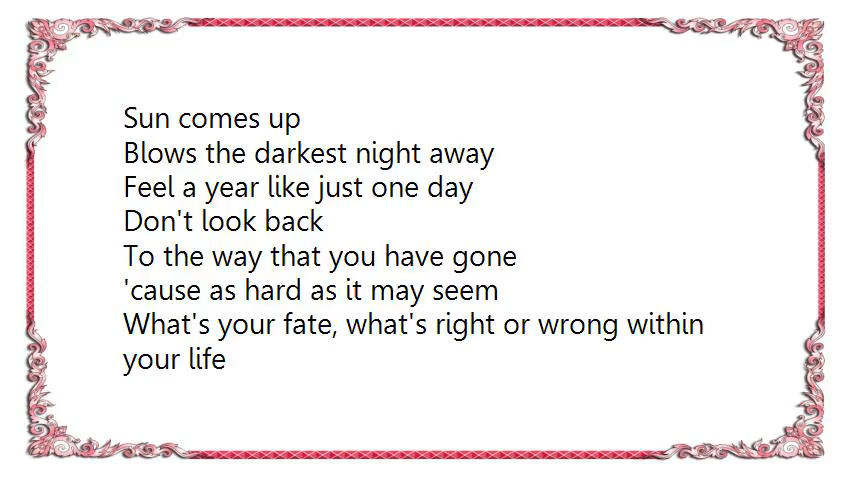 Sun comes up
Blows the darkest night away
Feel a year like just one day
Don't look back
To the way that you have gone
'cause as hard as it may seem
What's your fate, what's right or wrong within
your life